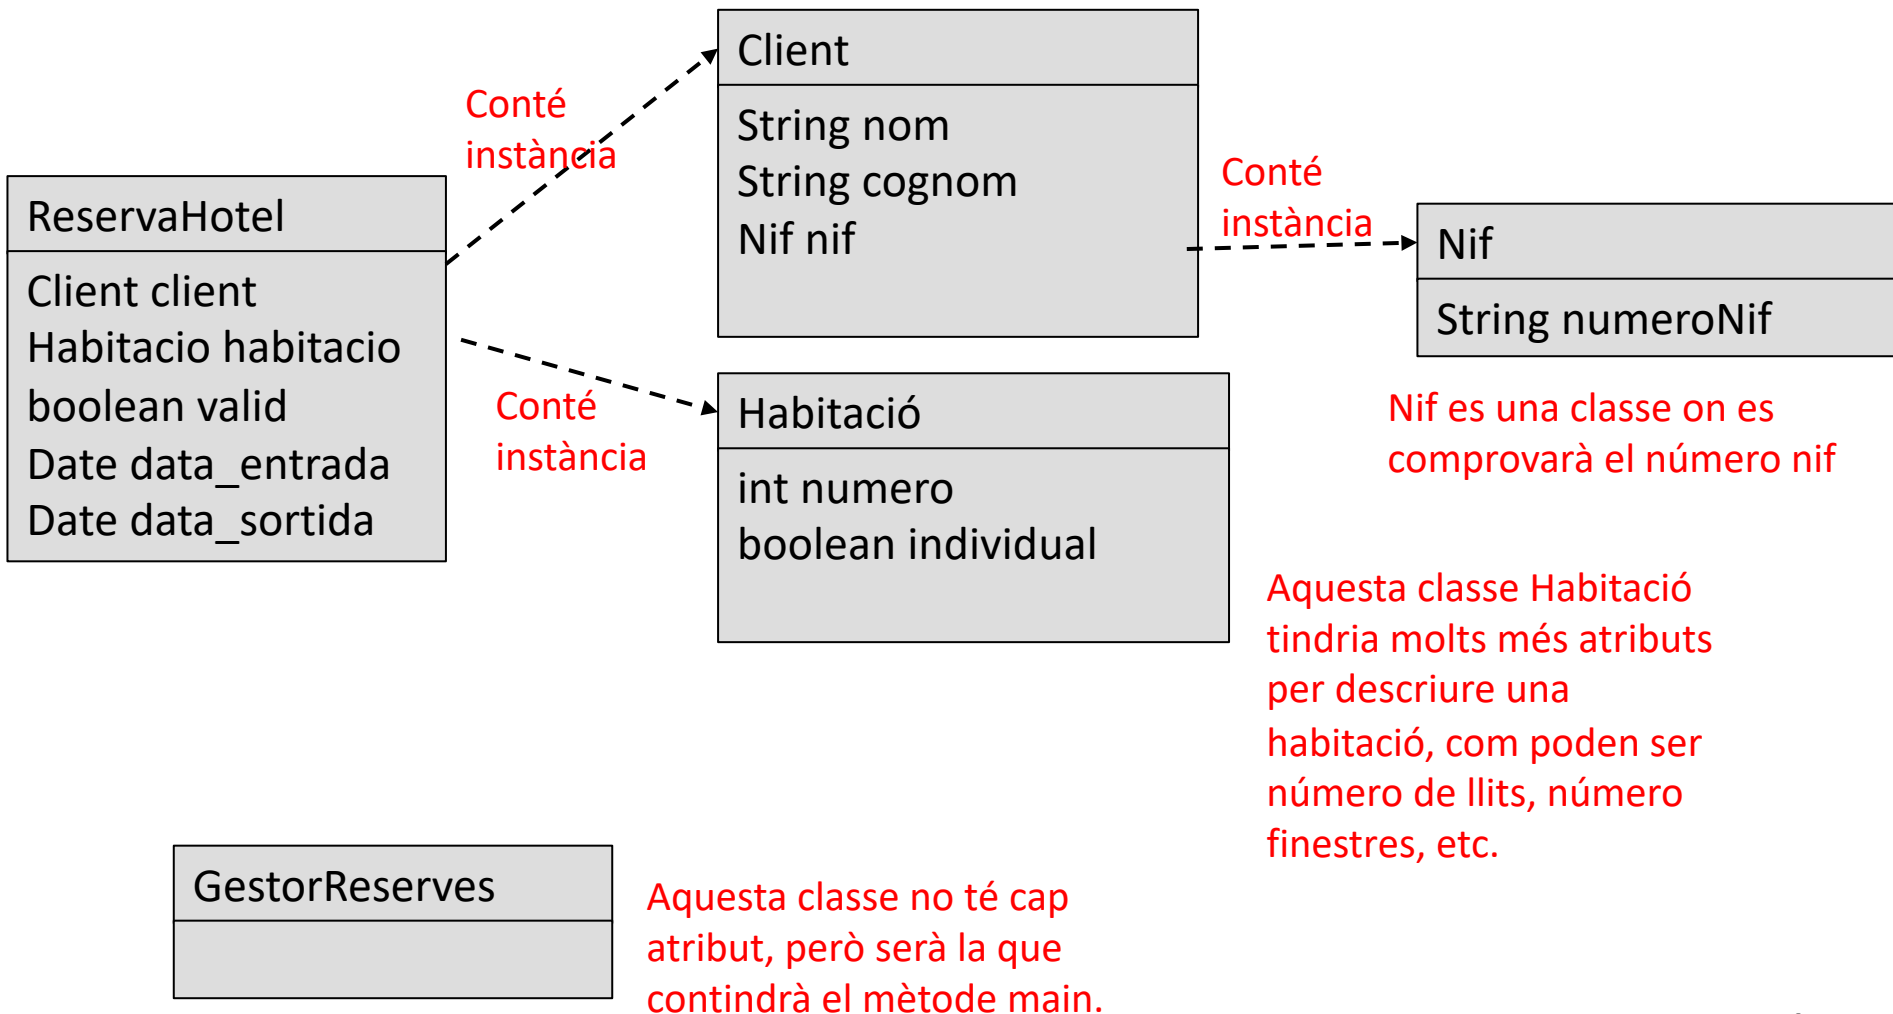 Client
String nom
String cognom
Nif nif
Conté
instància
ReservaHotel
Client client
Habitacio habitacio
boolean valid
Date data_entrada
Date data_sortida
Conté
instància
Nif
String numeroNif
Nif es una classe on es
comprovarà el número nif
Conté
instància
Habitació
int numero
boolean individual
Aquesta classe Habitació
tindria molts més atributs
per descriure una
habitació, com poden ser
número de llits, número
finestres, etc.
GestorReserves
Aquesta classe no té cap
atribut, però serà la que
contindrà el mètode main.